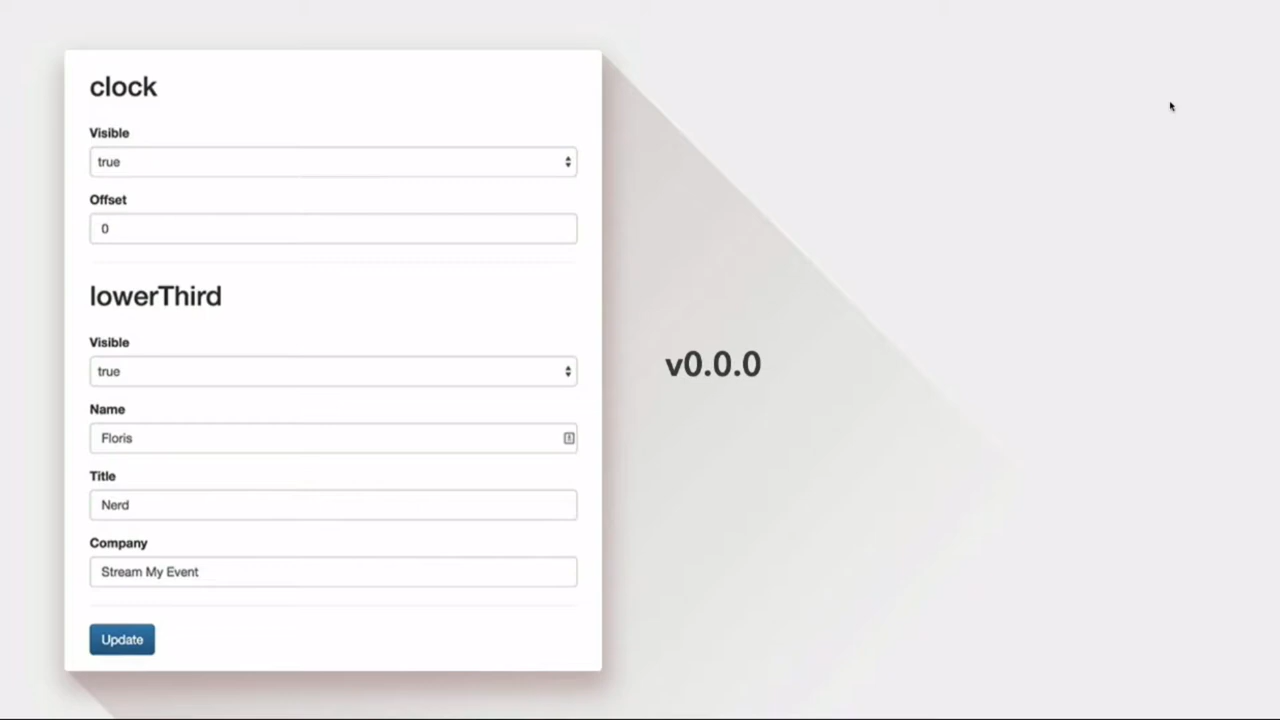 clock
Visible
true
Offset
0
lowerThird
Visible
true
v0.0.0
Name
Floris
Title
Nerd
Company
Stream My Event
Update